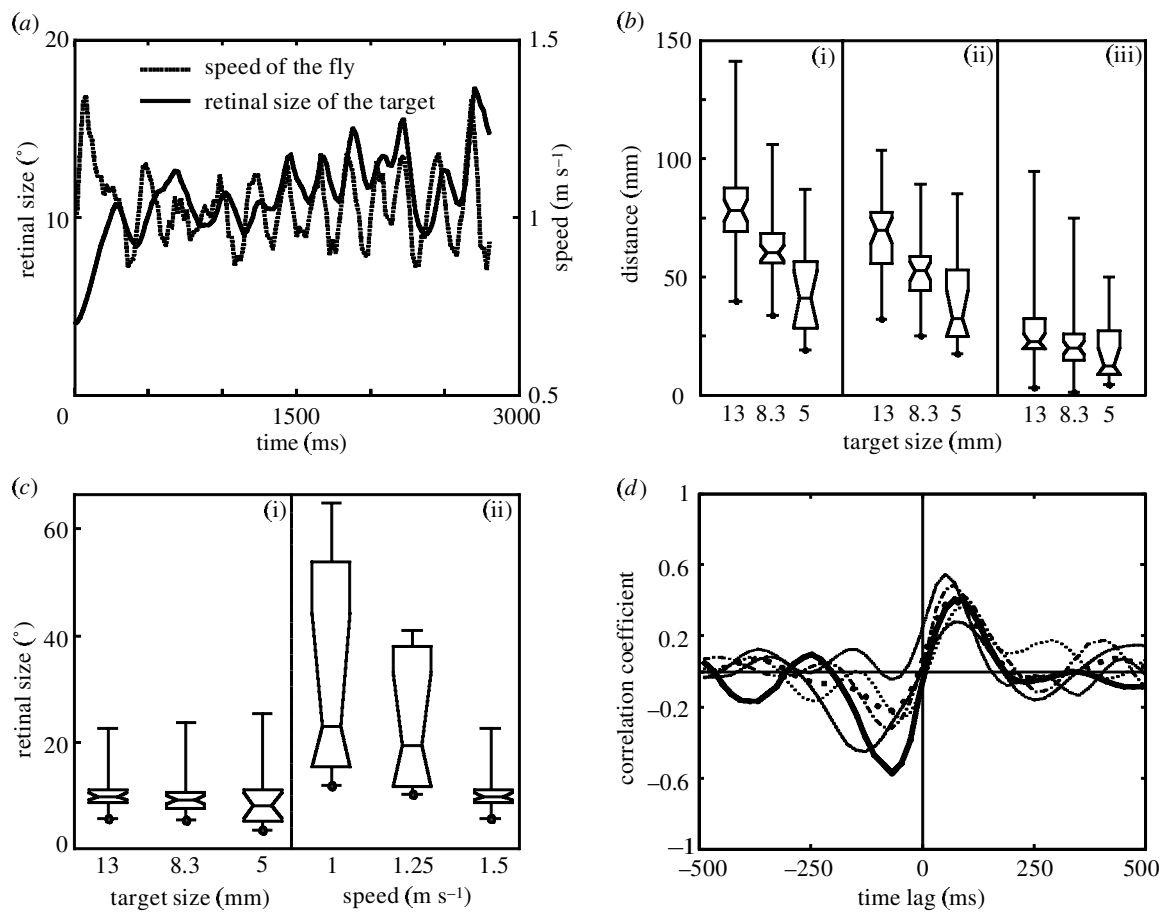 (a)
20
1.5
speed of the fly
retinal size of the target
retinal size (°)
10
1
speed (m s⁻¹)
0.5
0
1500
3000
time (ms)
(b)
150
(i)
(ii)
(iii)
100
distance (mm)
50
0
13 8.3 5
13 8.3 5
13 8.3 5
target size (mm)
(c)
(i)
(ii)
60
40
retinal size (°)
20
0
13 8.3 5
1 1.25 1.5
target size (mm)
speed (m s⁻¹)
(d)
1
0.6
correlation coefficient
0.2
−0.2
−0.6
−1
−500 −250 0 250 500
time lag (ms)